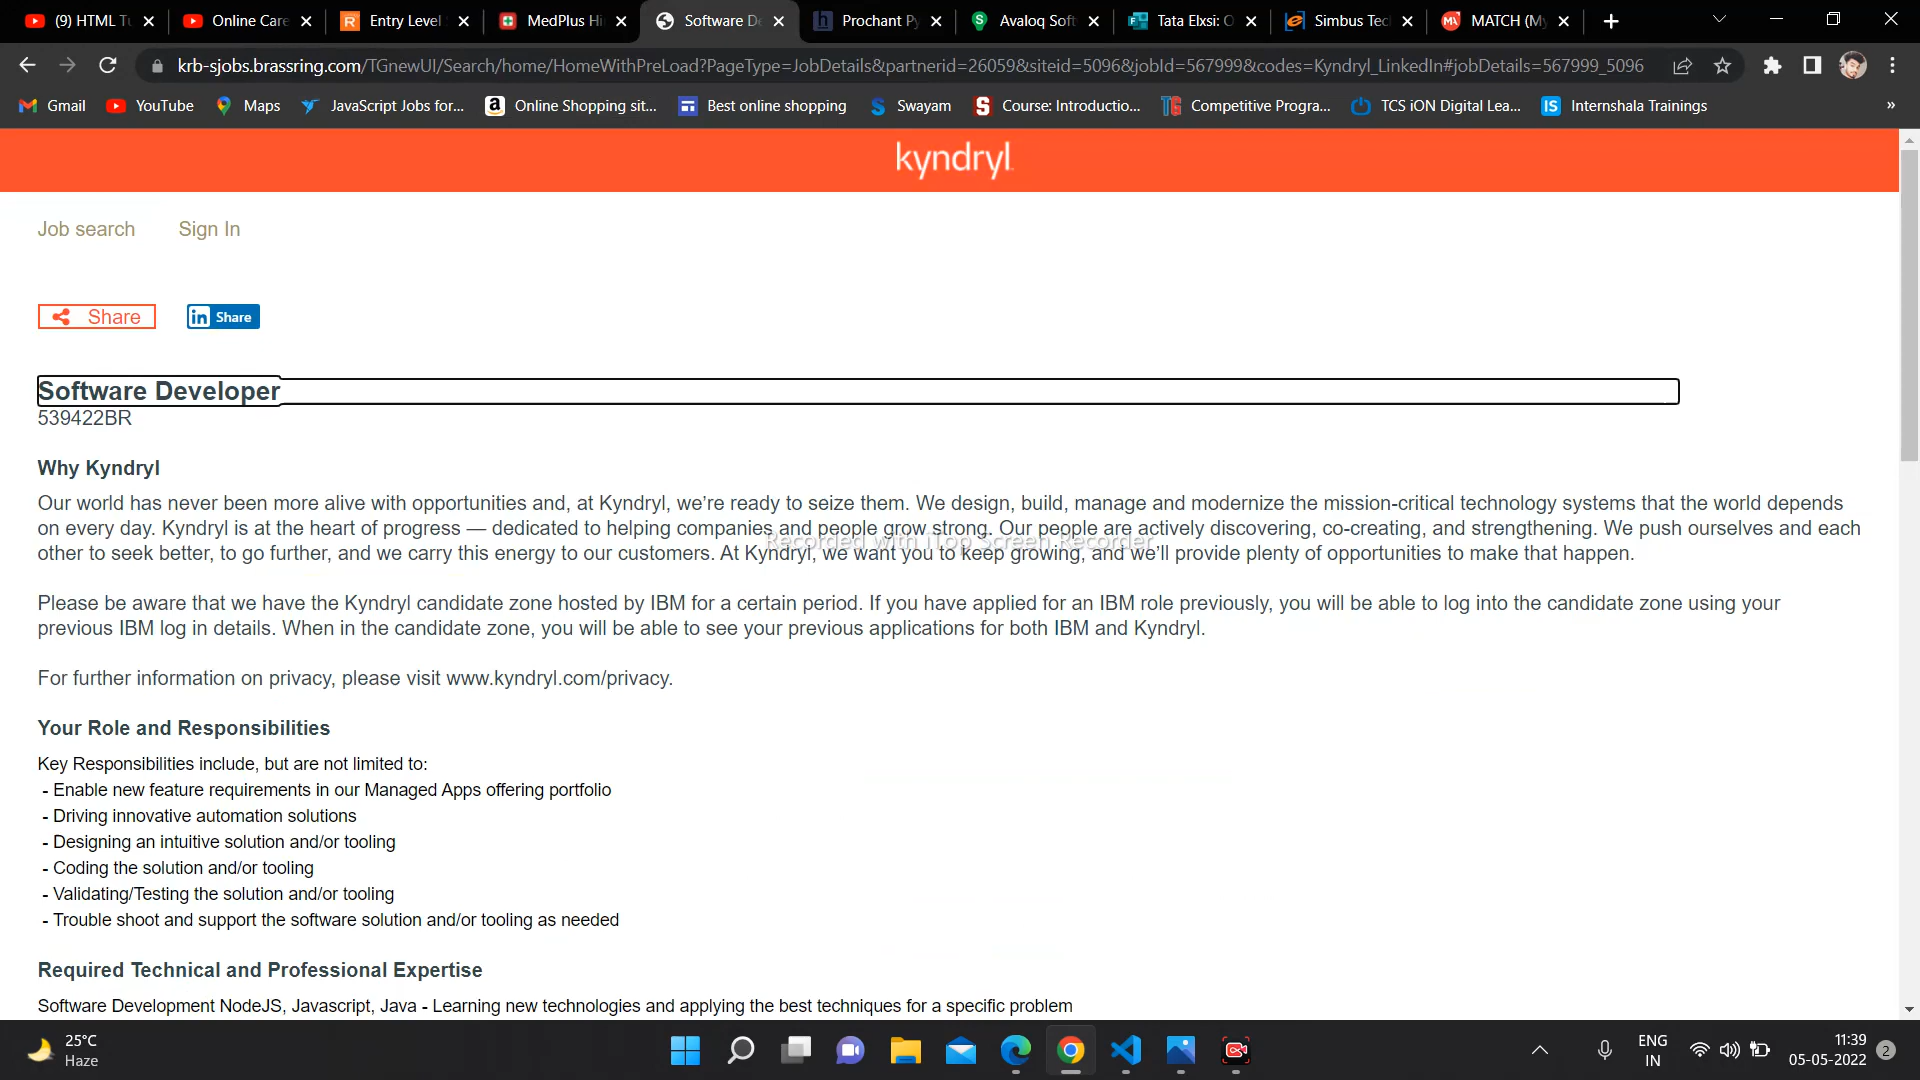 (9) HTML Tu
Online Care
Entry Level
MedPlus Hi
Software De
Prochant Py
Avaloq Soft
Tata Elxsi: O
Simbus Tec
MATCH (My
krb-sjobs.brassring.com/TGnewUI/Search/home/HomeWithPreLoad?PageType=JobDetails&partnerid=26059&siteid=5096&jobId=567999&codes=Kyndryl_LinkedIn#jobDetails=567999_5096
Gmail
YouTube
Maps
JavaScript Jobs for...
Online Shopping sit...
Best online shopping
Swayam
Course: Introductio...
Competitive Progra...
TCS iON Digital Lea...
IS
Internshala Trainings
»
kyndryl
Job search
Sign In
Share
in Share
Software Developer
539422BR
Why Kyndryl
Our world has never been more alive with opportunities and, at Kyndryl, we’re ready to seize them. We design, build, manage and modernize the mission-critical technology systems that the world depends
on every day. Kyndryl is at the heart of progress — dedicated to helping companies and people grow strong. Our people are actively discovering, co-creating, and strengthening. We push ourselves and each
Recorded with iTop Screen Recorder
other to seek better, to go further, and we carry this energy to our customers. At Kyndryl, we want you to keep growing, and we’ll provide plenty of opportunities to make that happen.
Please be aware that we have the Kyndryl candidate zone hosted by IBM for a certain period. If you have applied for an IBM role previously, you will be able to log into the candidate zone using your
previous IBM log in details. When in the candidate zone, you will be able to see your previous applications for both IBM and Kyndryl.
For further information on privacy, please visit www.kyndryl.com/privacy.
Your Role and Responsibilities
Key Responsibilities include, but are not limited to:
- Enable new feature requirements in our Managed Apps offering portfolio
- Driving innovative automation solutions
- Designing an intuitive solution and/or tooling
- Coding the solution and/or tooling
- Validating/Testing the solution and/or tooling
- Trouble shoot and support the software solution and/or tooling as needed
Required Technical and Professional Expertise
Software Development NodeJS, Javascript, Java - Learning new technologies and applying the best techniques for a specific problem
25°C
Haze
ENG
IN
11:39
05-05-2022
2